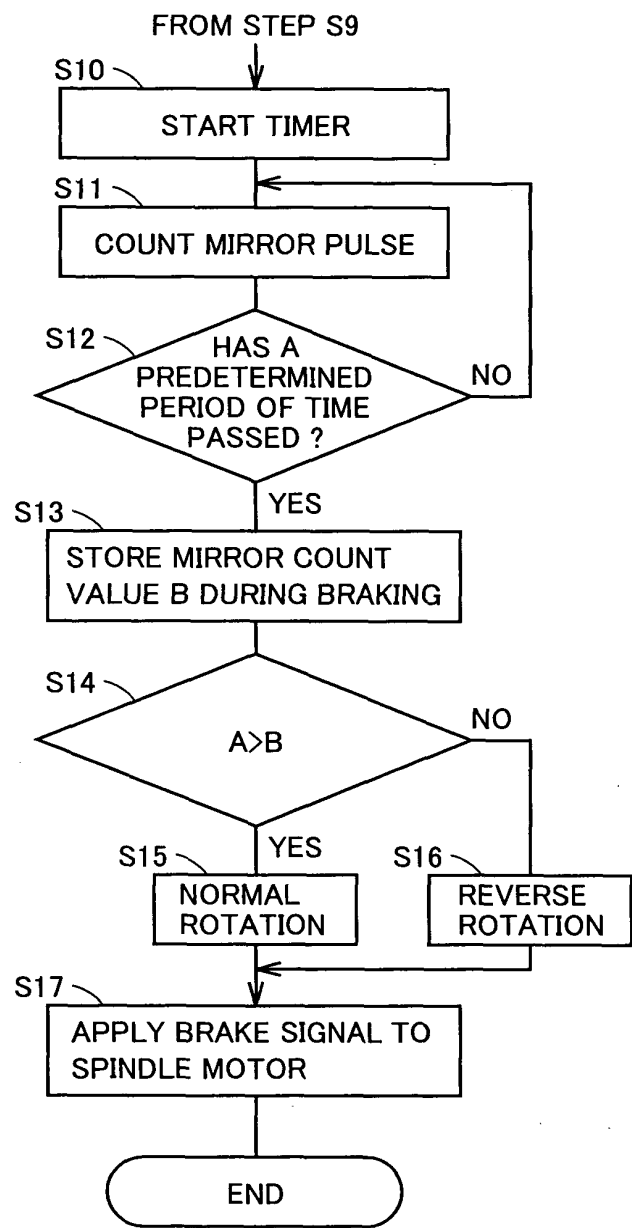 FROM STEP S9
S10
START TIMER
S11
COUNT MIRROR PULSE
S12
HAS A
PREDETERMINED
PERIOD OF TIME
PASSED ?
NO
YES
S13
STORE MIRROR COUNT
VALUE B DURING BRAKING
S14
A>B
NO
YES
S15
NORMAL
ROTATION
S16
REVERSE
ROTATION
S17
APPLY BRAKE SIGNAL TO
SPINDLE MOTOR
END